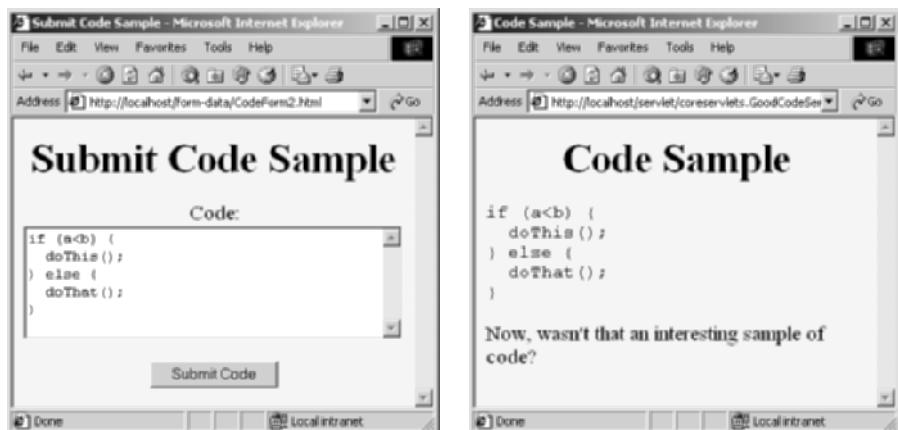 Submit Code Sample - Microsoft Internet Explorer
File Edit View Favorites Tools Help
Address http://localhost/form-data/CodeForm2.html Go
Submit Code Sample
Code:
if (a<b) {
doThis();
} else {
doThat();
}
Submit Code
Done Local intranet
Code Sample - Microsoft Internet Explorer
File Edit View Favorites Tools Help
Address http://localhost/servlet/coreservlets.GoodCodeSer Go
Code Sample
if (a<b) {
doThis();
} else {
doThat();
}
Now, wasn't that an interesting sample of
code?
Done Local intranet